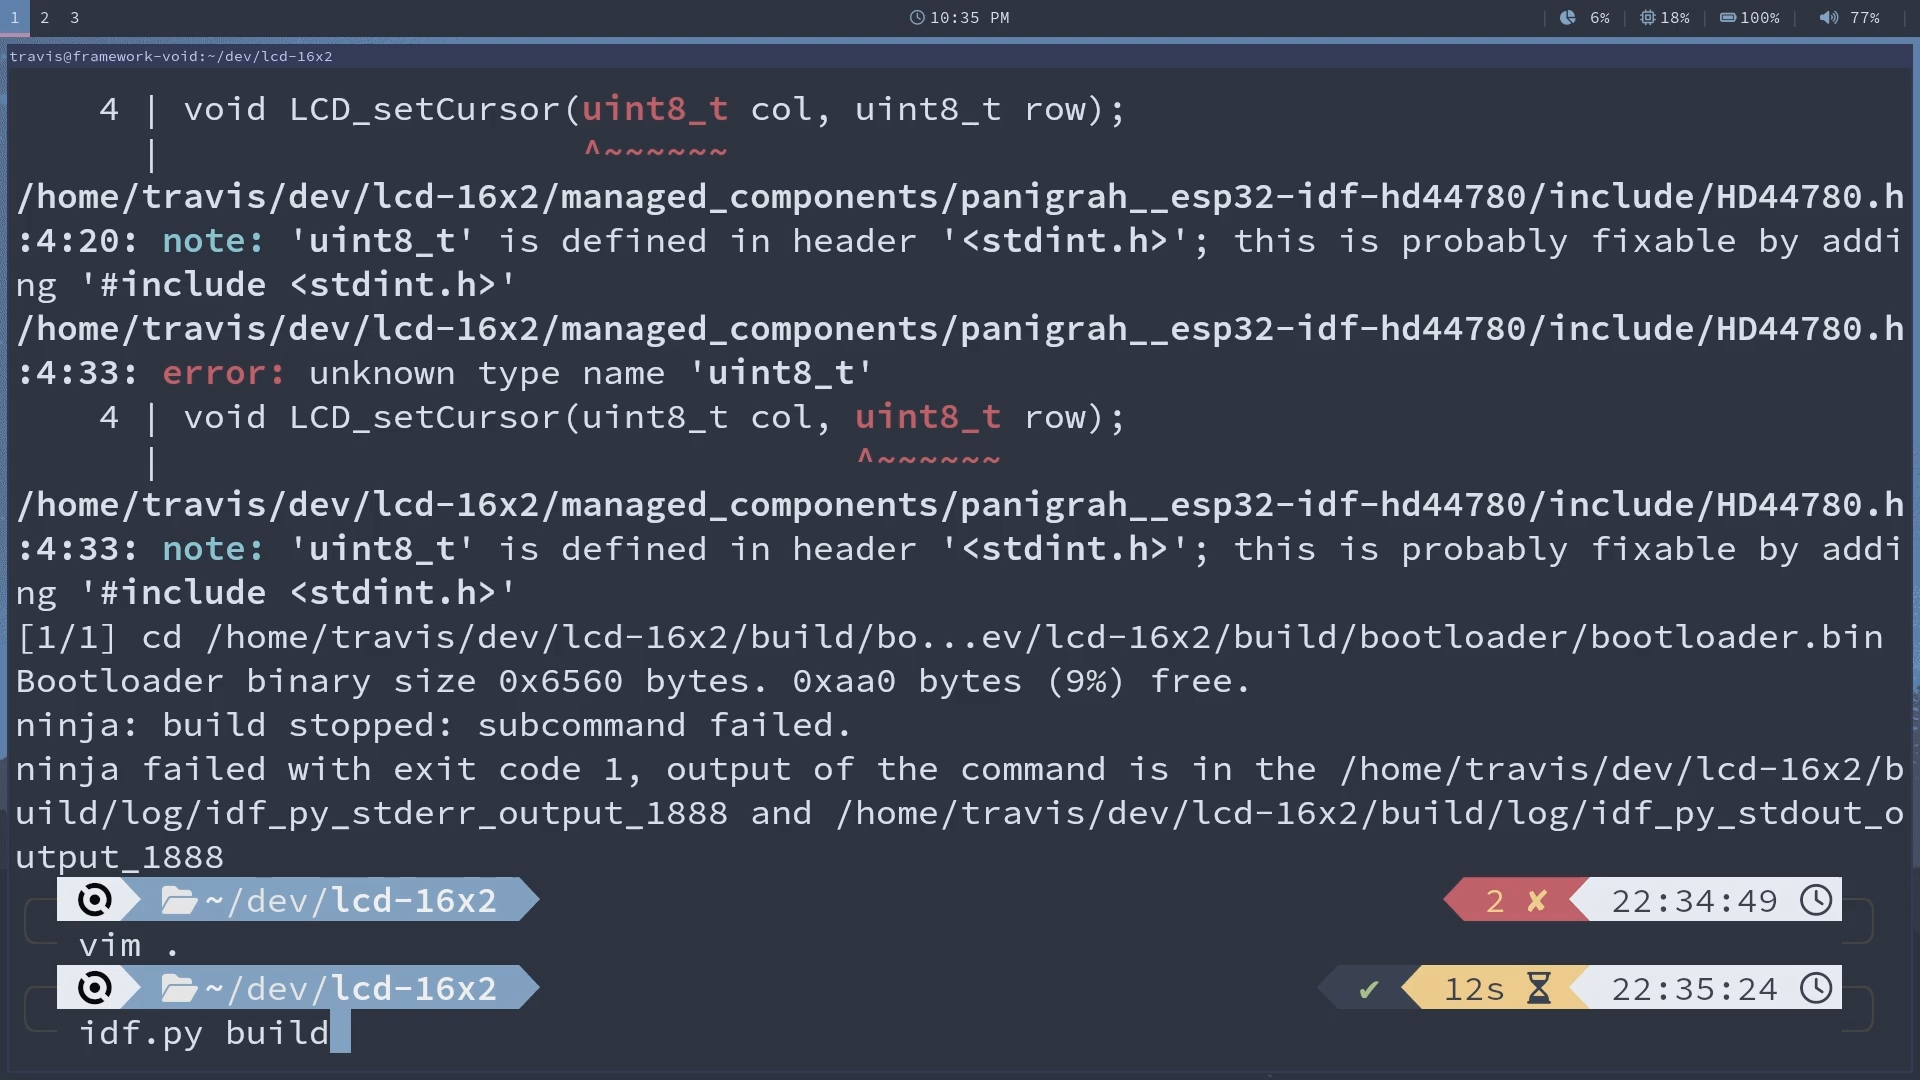 1 2 3 10:35 PM | 6% | 18% | 100% | 77% |
travis@framework-void:~/dev/lcd-16x2
4 | void LCD_setCursor(uint8_t col, uint8_t row);
| ^~~~~~~
/home/travis/dev/lcd-16x2/managed_components/panigrah__esp32-idf-hd44780/include/HD44780.h
:4:20: note: 'uint8_t' is defined in header '<stdint.h>'; this is probably fixable by addi
ng '#include <stdint.h>'
/home/travis/dev/lcd-16x2/managed_components/panigrah__esp32-idf-hd44780/include/HD44780.h
:4:33: error: unknown type name 'uint8_t'
4 | void LCD_setCursor(uint8_t col, uint8_t row);
| ^~~~~~~
/home/travis/dev/lcd-16x2/managed_components/panigrah__esp32-idf-hd44780/include/HD44780.h
:4:33: note: 'uint8_t' is defined in header '<stdint.h>'; this is probably fixable by addi
ng '#include <stdint.h>'
[1/1] cd /home/travis/dev/lcd-16x2/build/bo...ev/lcd-16x2/build/bootloader/bootloader.bin
Bootloader binary size 0x6560 bytes. 0xaa0 bytes (9%) free.
ninja: build stopped: subcommand failed.
ninja failed with exit code 1, output of the command is in the /home/travis/dev/lcd-16x2/b
uild/log/idf_py_stderr_output_1888 and /home/travis/dev/lcd-16x2/build/log/idf_py_stdout_o
utput_1888
~/dev/lcd-16x2 2 ✘ 22:34:49
vim .
~/dev/lcd-16x2 ✔ 12s 22:35:24
idf.py build